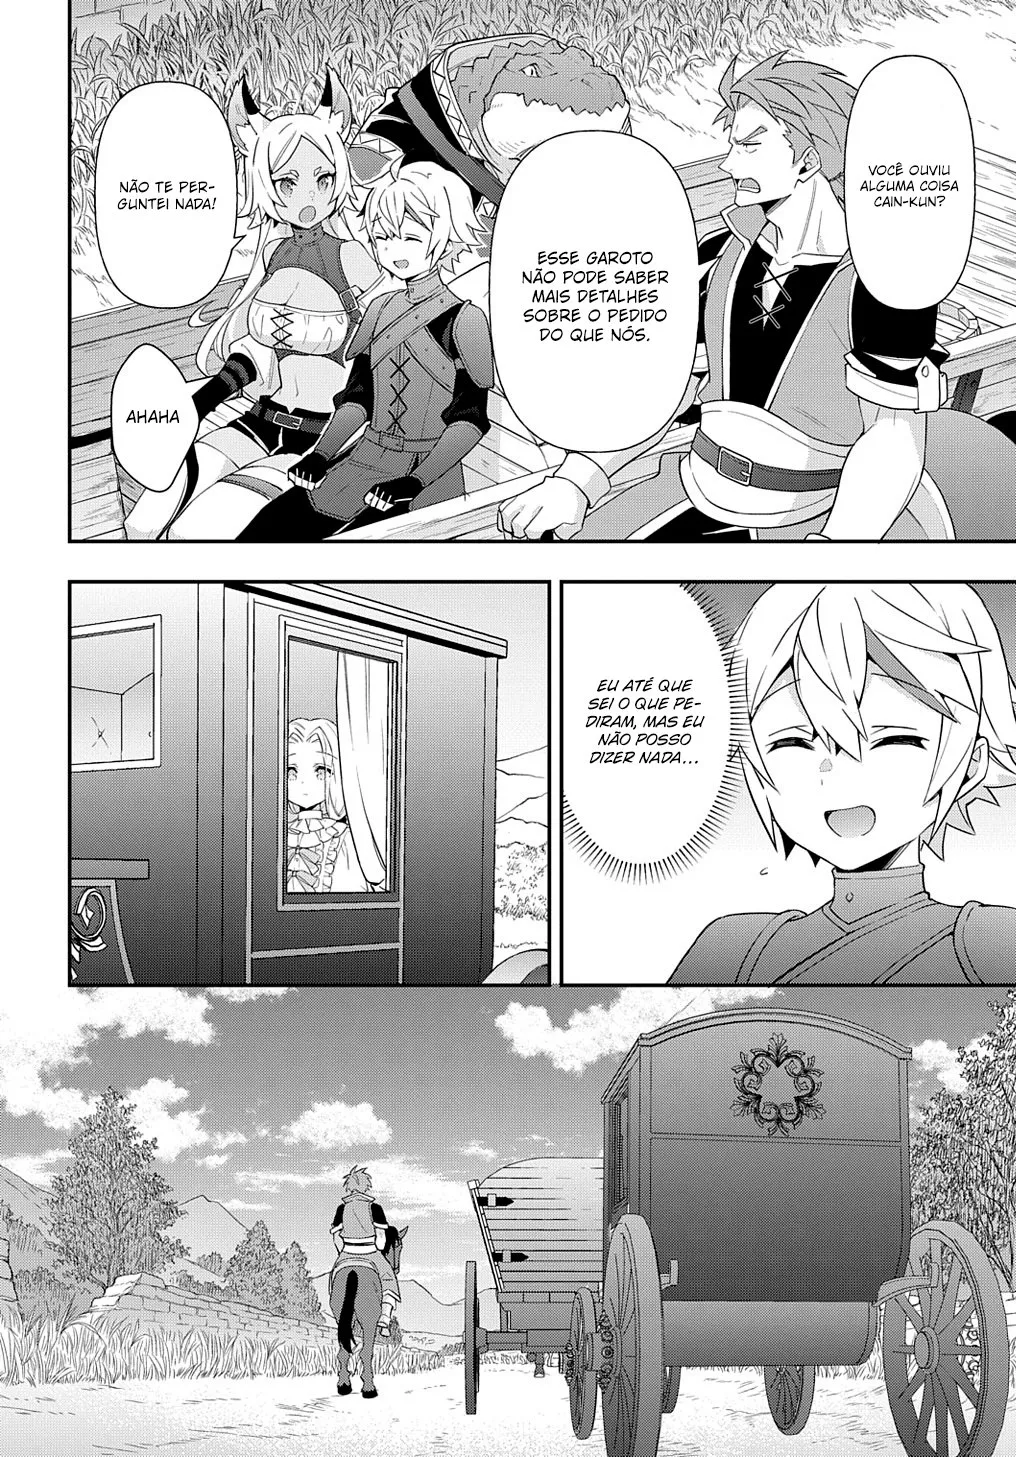 VOCÊ OUVIU
ALGUMA COISA
CAIN-KUN?
ESSE GAROTO
NÃO PODE SABER
MAIS DETALHES
SOBRE O PEDIDO
DO QUE NÓS.
NÃO TE PER-
GUNTEI NADA!
AHAHA
EU ATÉ QUE
SEI O QUE PE-
DIRAM, MAS EU
NÃO POSSO
DIZER NADA...